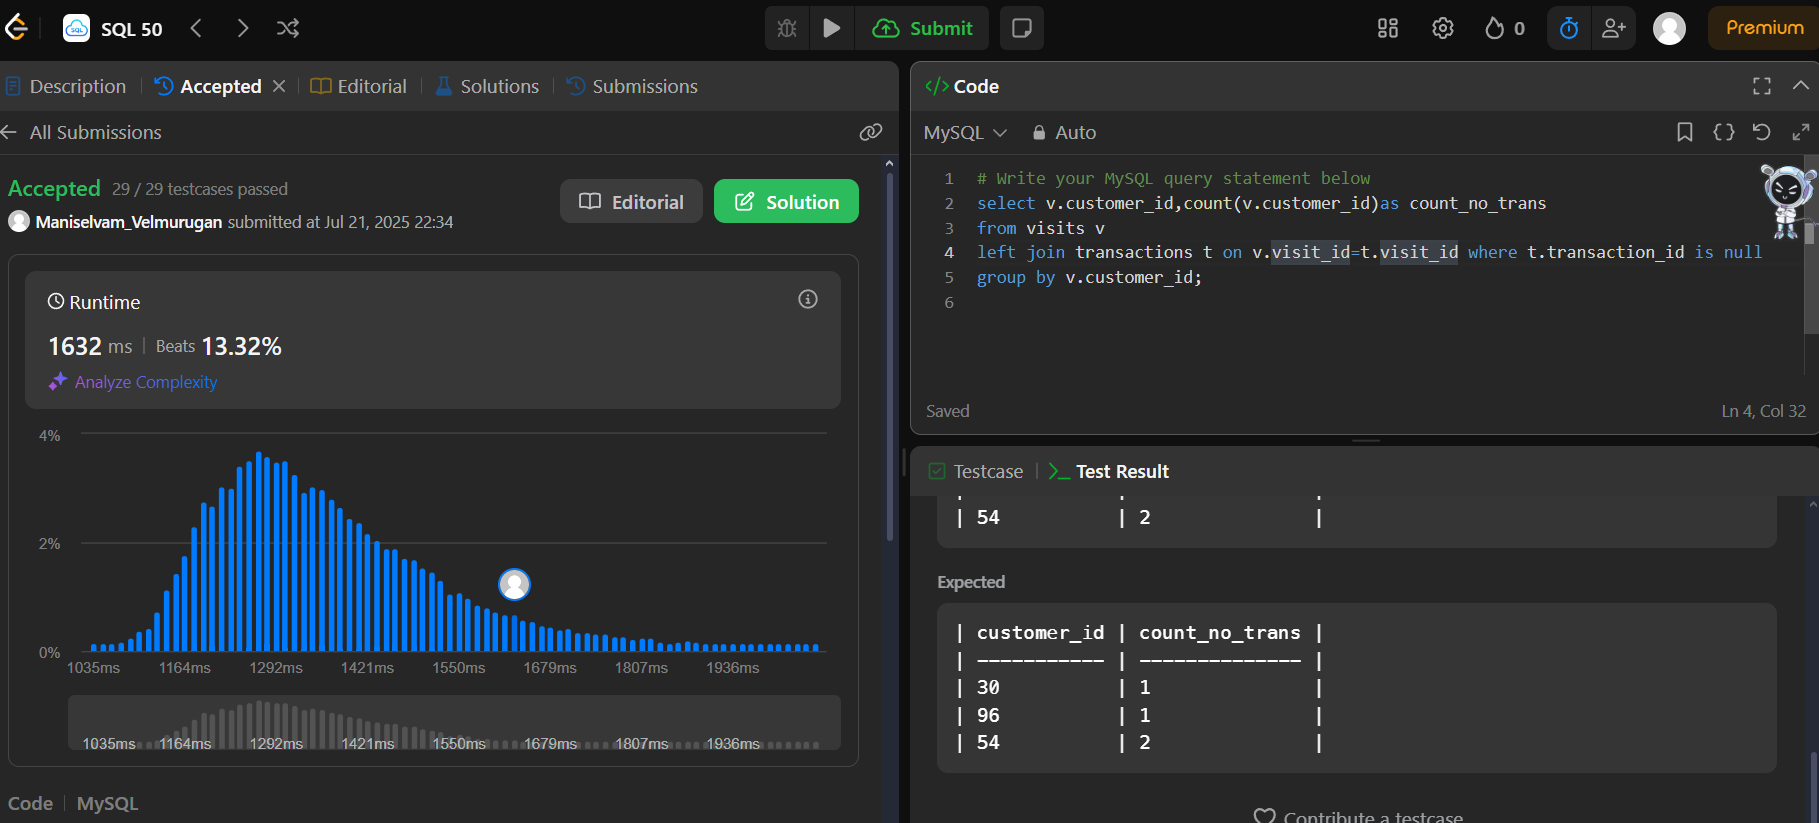 SQL 50
Submit
0
Premium
Description
Accepted
Editorial
Solutions
Submissions
All Submissions
Accepted 29 / 29 testcases passed
Maniselvam_Velmurugan submitted at Jul 21, 2025 22:34
Editorial
Solution
Runtime
1632 ms | Beats 13.32%
Analyze Complexity
4%
2%
0%
1035ms 1164ms 1292ms 1421ms 1550ms 1679ms 1807ms 1936ms
1035ms 1164ms 1292ms 1421ms 1550ms 1679ms 1807ms 1936ms
Code | MySQL
</> Code
MySQL
Auto
1 # Write your MySQL query statement below
2 select v.customer_id,count(v.customer_id)as count_no_trans
3 from visits v
4 left join transactions t on v.visit_id=t.visit_id where t.transaction_id is null
5 group by v.customer_id;
6
Saved
Ln 4, Col 32
Testcase
>_ Test Result
| 54 | 2 |
Expected
| customer_id | count_no_trans |
| ----------- | -------------- |
| 30 | 1 |
| 96 | 1 |
| 54 | 2 |
Contribute a testcase